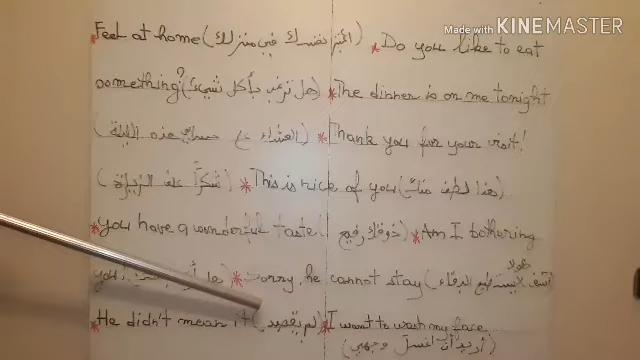 Made with KINEMASTER
*Feel at home (اعتبر نفسك في منزلك) *Do you like to eat
something? (هل ترغب بأكل شيء) *The dinner is on me tonight
(العشاء على حسابي هذه الليلة) *Thank you for your visit!
(شكراً على الزيارة) *This is nice of you (هذا لطف منك)
*You have a wonderful taste (ذوقك رفيع) *Am I bothering
you, *Sorry, he cannot stay (آسف لا يستطيع البقاء
*He didn't mean it (لم يقصد) *I want to wash my face
(أريد أن أغسل وجهي)